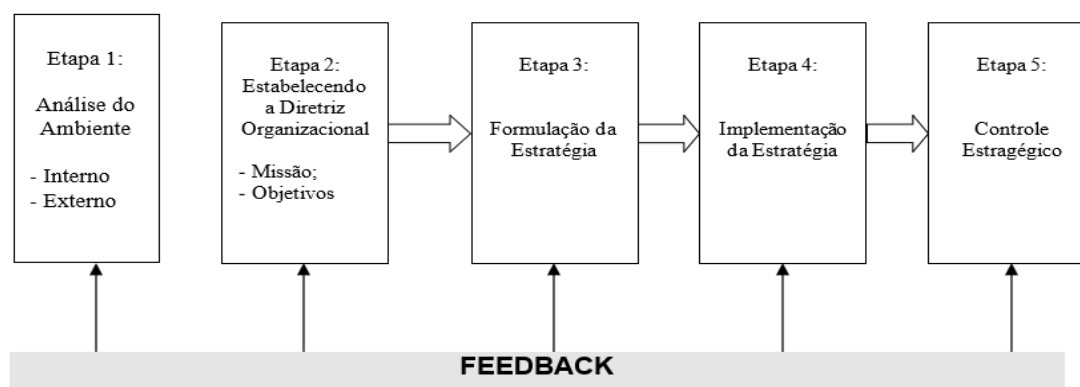 Etapa 1:
Análise do
Ambiente
- Interno
- Externo
Etapa 2:
Estabelecendo
a Diretriz
Organizacional
- Missão;
- Objetivos
Etapa 3:
Formulação da
Estratégia
Etapa 4:
Implementação
da Estratégia
Etapa 5:
Controle
Estragégico
FEEDBACK